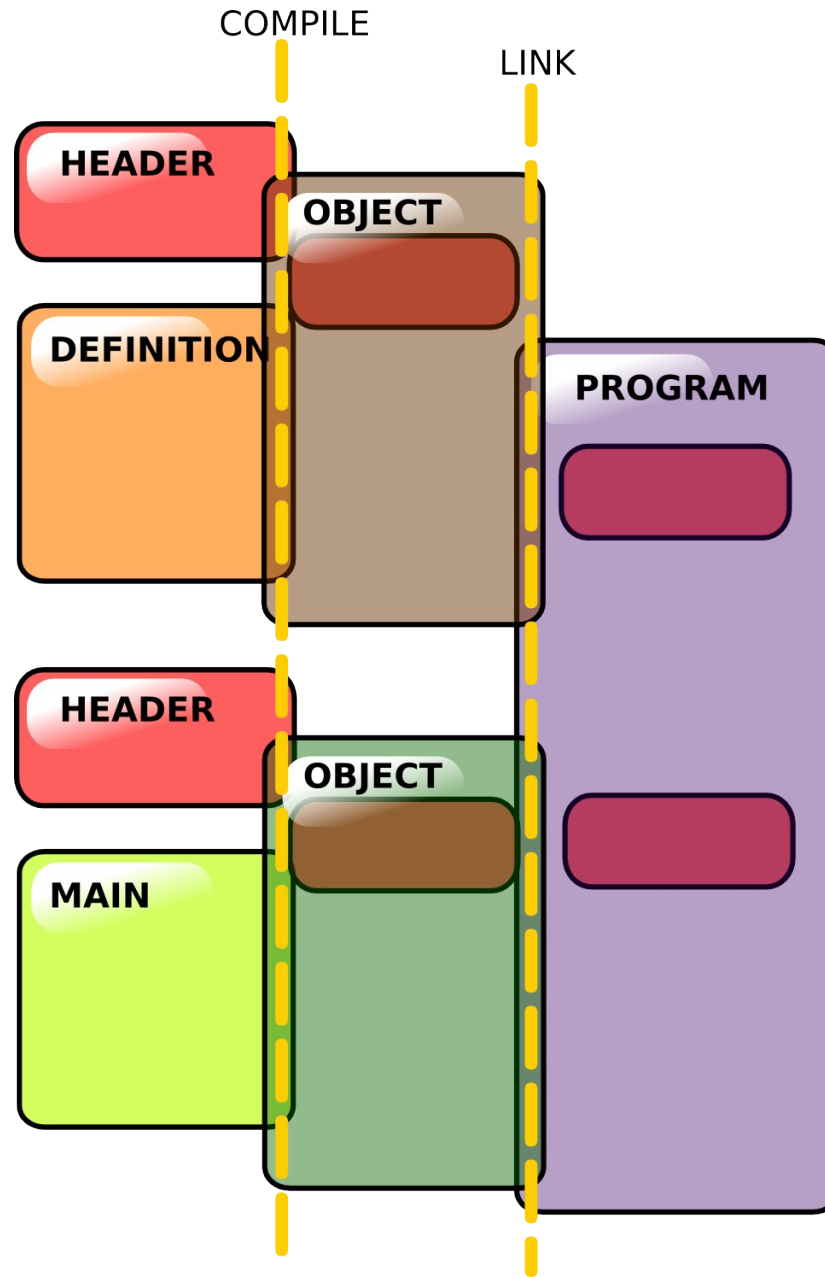 COMPILE
LINK
HEADER
OBJECT
DEFINITION
PROGRAM
HEADER
OBJECT
MAIN